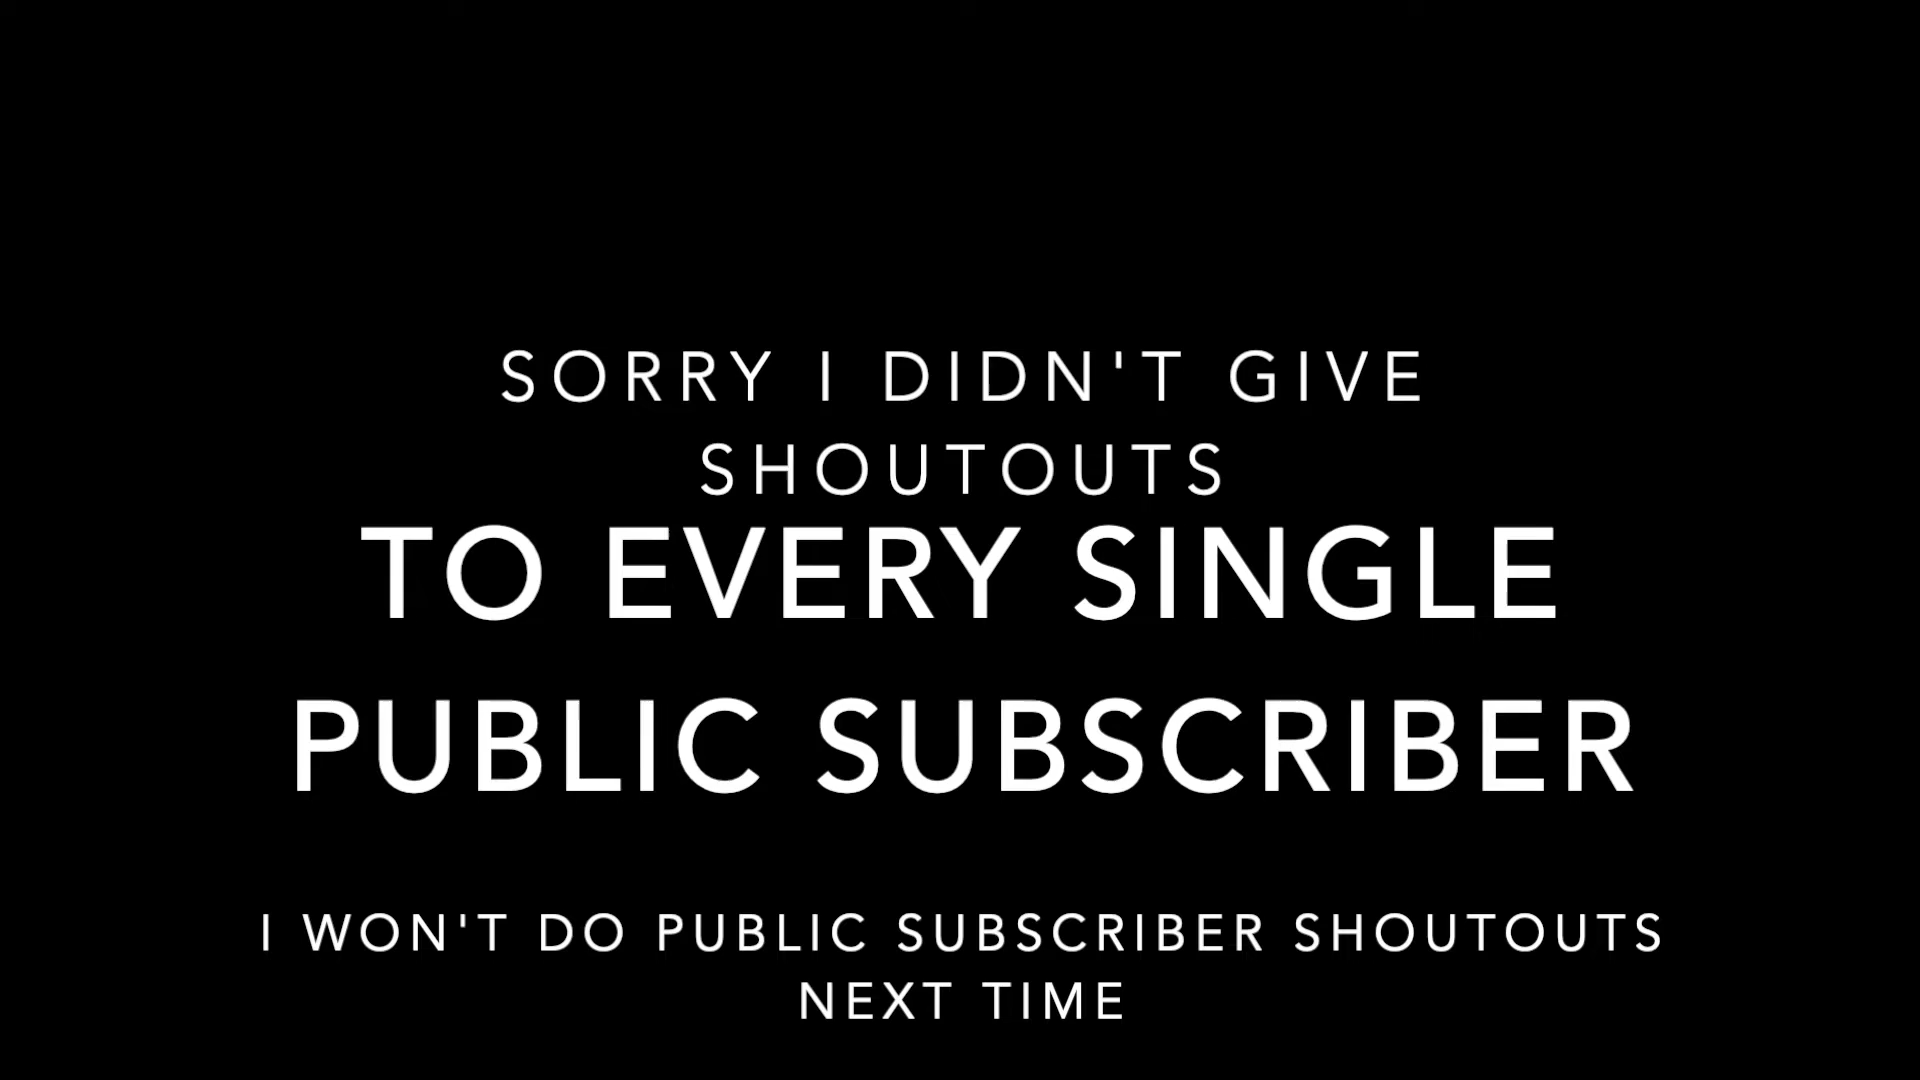 SORRY I DIDN'T GIVE
SHOUTOUTS
TO EVERY SINGLE
PUBLIC SUBSCRIBER
I WON'T DO PUBLIC SUBSCRIBER SHOUTOUTS
NEXT TIME